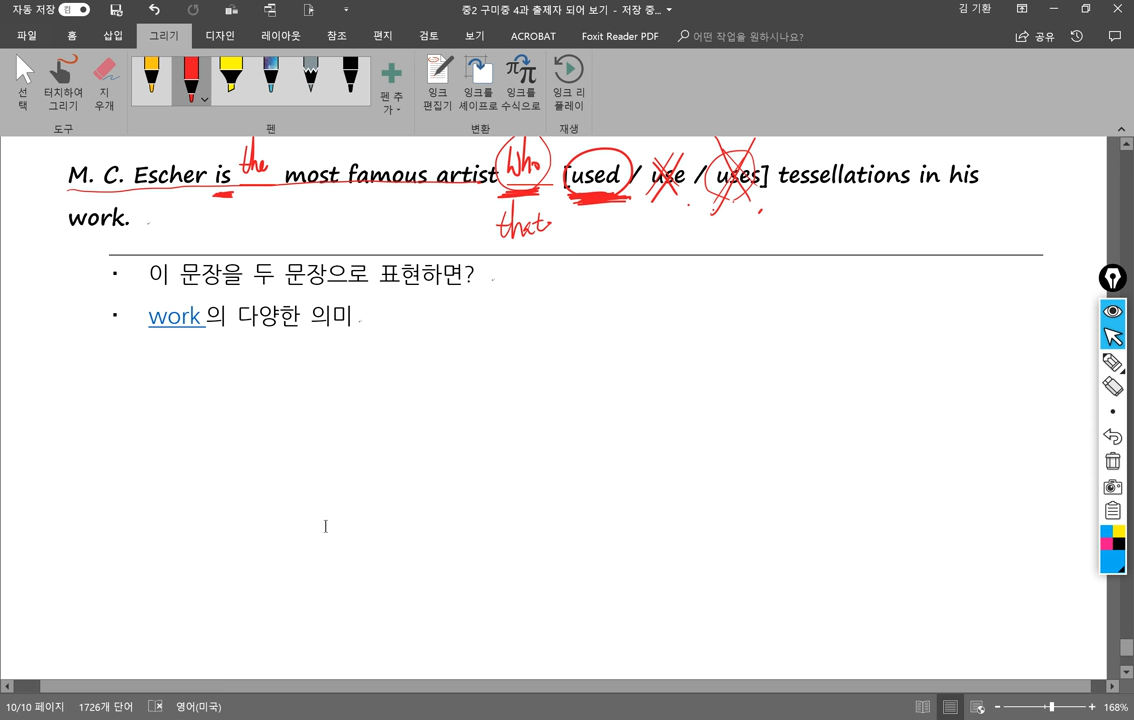 자동 저장 컴 중2 구미중 4과 출제자 되어 보기 - 저장 중... 김 기환
파일 홈 삽입 그리기 디자인 레이아웃 참조 편지 검토 보기 ACROBAT Foxit Reader PDF 어떤 작업을 원하시나요? 공유
선택 터치하여 그리기 지우개 펜 추가 잉크 편집기 잉크를 셰이프로 잉크를 수식으로 잉크 리플레이
도구 펜 변환 재생
M. C. Escher is the most famous artist who [used / use / uses] tessellations in his
that
work.
· 이 문장을 두 문장으로 표현하면?
· work의 다양한 의미
10/10 페이지 1726개 단어 영어(미국) 168%